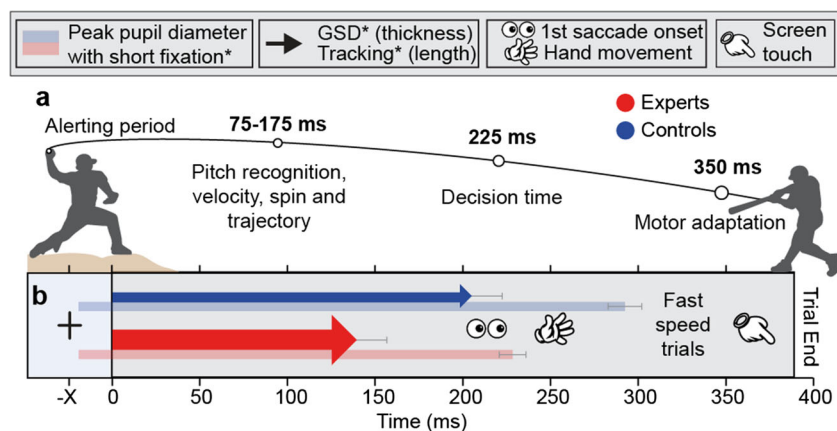 Peak pupil diameter
with short fixation*
GSD* (thickness)
Tracking* (length)
1st saccade onset
Hand movement
Screen
touch
a
Experts
Controls
Alerting period
75-175 ms
Pitch recognition,
velocity, spin and
trajectory
225 ms
Decision time
350 ms
Motor adaptation
b
+
Fast
speed
trials
Trial End
-X 0 50 100 150 200 250 300 350 400
Time (ms)